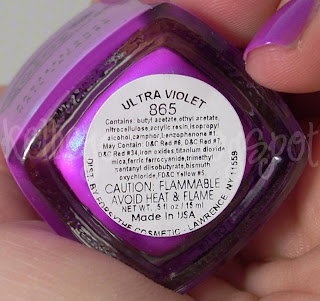 ULTRA VIOLET
865
Contains: butyl acetate, ethyl acetate,
nitrocellulose, acrylic resin, isopropyl
alcohol, camphor, benzophenone #1
May Contain: D&C Red #6, D&C Red #7,
D&C Red #34, iron oxides, titanium dioxide
mica, ferric ferrocyanide, trimethyl
pentanyl diisobutyrate, bismuth
oxychloride, FD&C Yellow #5.
CAUTION: FLAMMABLE
AVOID HEAT & FLAME
NET WT. .5 fl oz / 15 ml
Made In USA
DIST. BY FORSYTHE COSMETIC - LAWRENCE, NY 11559